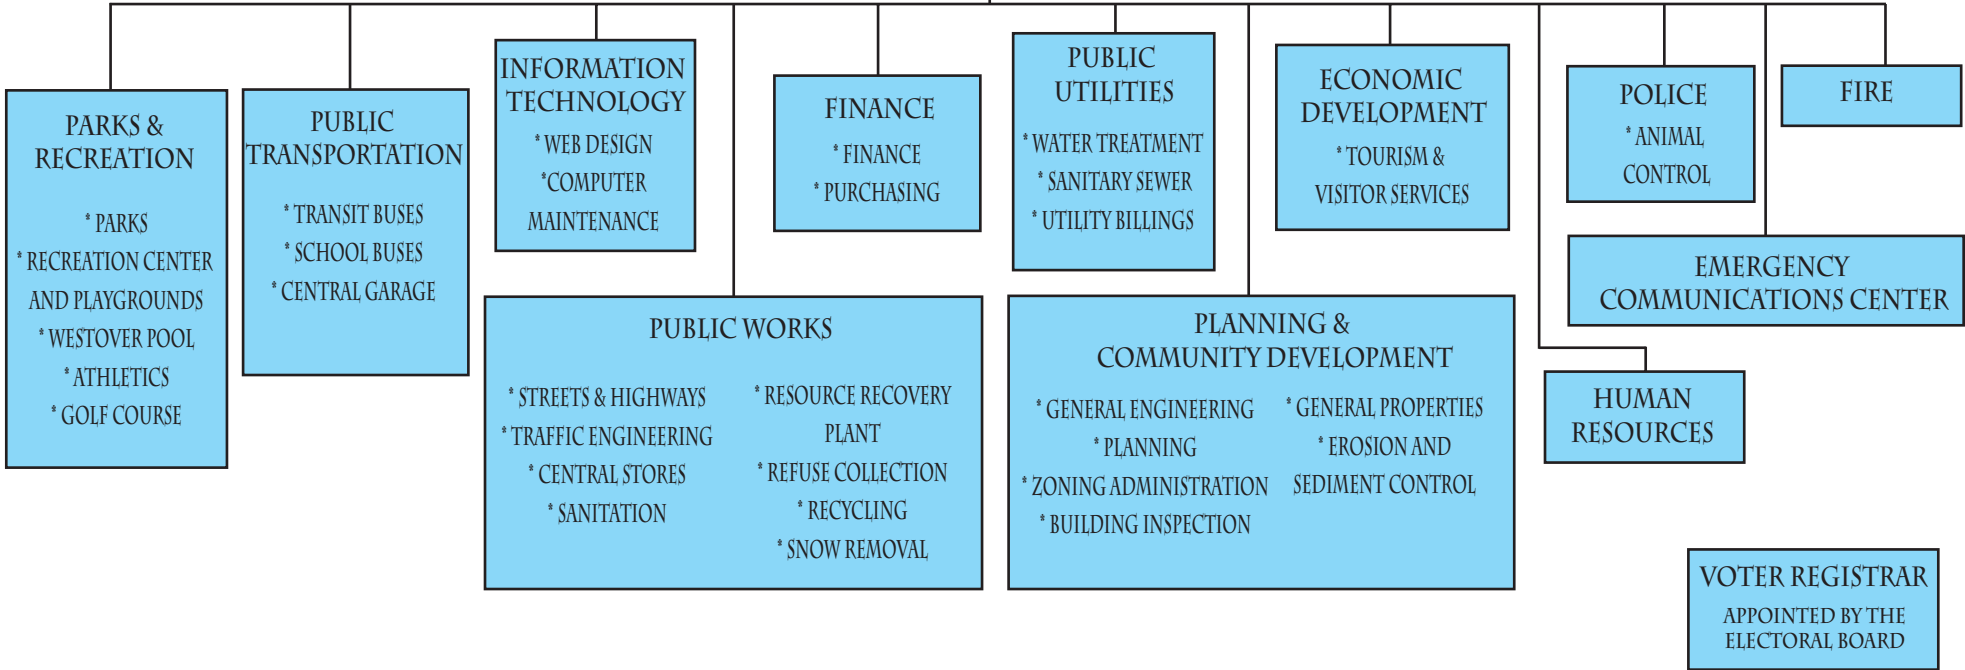 PARKS &
RECREATION
* PARKS
* RECREATION CENTER
AND PLAYGROUNDS
* WESTOVER POOL
* ATHLETICS
* GOLF COURSE
PUBLIC
TRANSPORTATION
* TRANSIT BUSES
* SCHOOL BUSES
* CENTRAL GARAGE
INFORMATION
TECHNOLOGY
* WEB DESIGN
*COMPUTER
MAINTENANCE
PUBLIC WORKS
* STREETS & HIGHWAYS
* TRAFFIC ENGINEERING
* CENTRAL STORES
* SANITATION
* RESOURCE RECOVERY
PLANT
* REFUSE COLLECTION
* RECYCLING
* SNOW REMOVAL
FINANCE
* FINANCE
* PURCHASING
PUBLIC
UTILITIES
* WATER TREATMENT
* SANITARY SEWER
* UTILITY BILLINGS
PLANNING &
COMMUNITY DEVELOPMENT
* GENERAL ENGINEERING
* PLANNING
* ZONING ADMINISTRATION
* BUILDING INSPECTION
* GENERAL PROPERTIES
* EROSION AND
SEDIMENT CONTROL
ECONOMIC
DEVELOPMENT
* TOURISM &
VISITOR SERVICES
HUMAN
RESOURCES
POLICE
* ANIMAL
CONTROL
EMERGENCY
COMMUNICATIONS CENTER
FIRE
VOTER REGISTRAR
APPOINTED BY THE
ELECTORAL BOARD